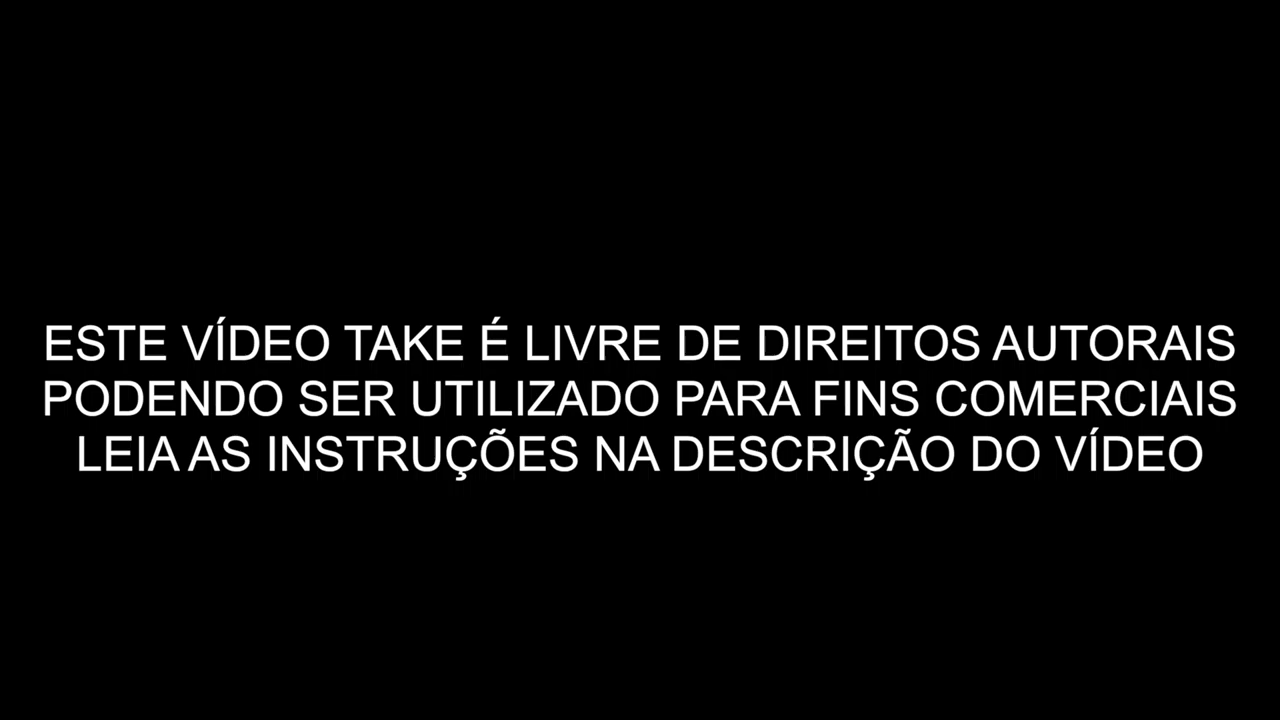 ESTE VÍDEO TAKE É LIVRE DE DIREITOS AUTORAIS
PODENDO SER UTILIZADO PARA FINS COMERCIAIS
LEIA AS INSTRUÇÕES NA DESCRIÇÃO DO VÍDEO